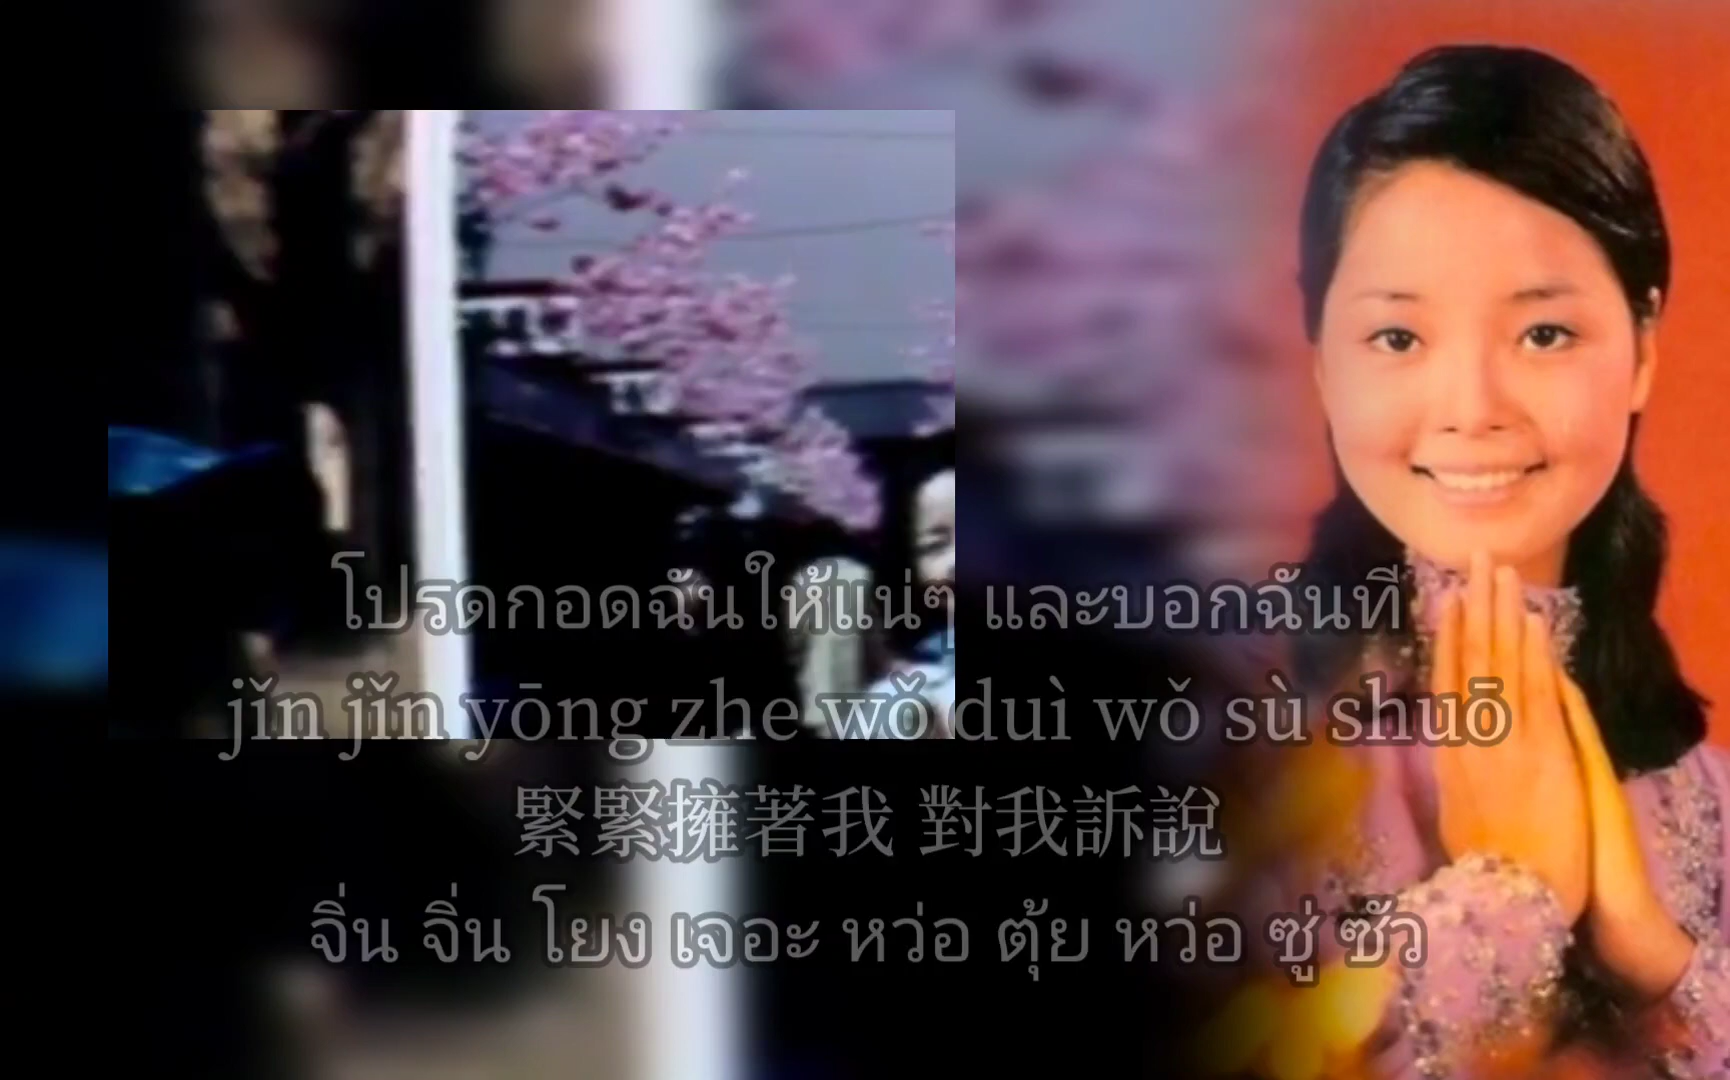 โปรดกอดฉันให้แน่นๆ และบอกฉันที
jǐn jǐn yōng zhe wǒ duì wǒ sù shuō
緊緊擁著我 對我訴說
จิ่น จิ่น โยง เจอะ หว่อ ตุ้ย หว่อ ซู่ ซัว